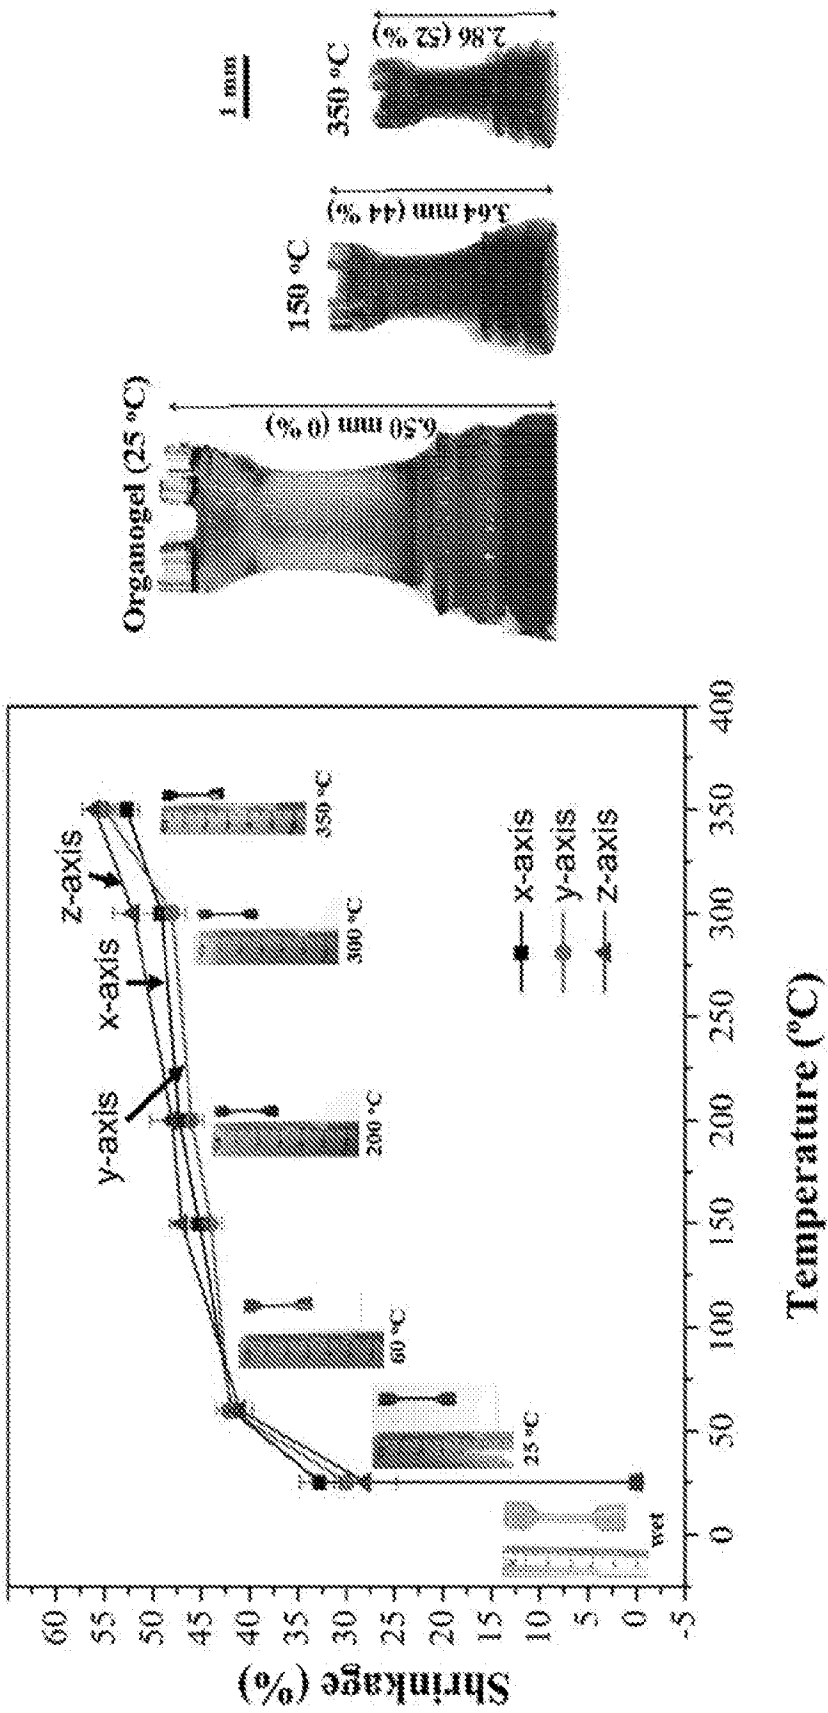 Shrinkage (%)
60
55
50
45
40
35
30
25
20
15
10
5
0
-5
0
50
100
150
200
250
300
350
400
Temperature (°C)
z-axis
x-axis
y-axis
x-axis
y-axis
z-axis
wet
25 °C
60 °C
200 °C
300 °C
350 °C
Organogel (25 °C)
6.50 mm (0 %)
150 °C
3.64 mm (44 %)
350 °C
2.86 (52 %)
1 mm